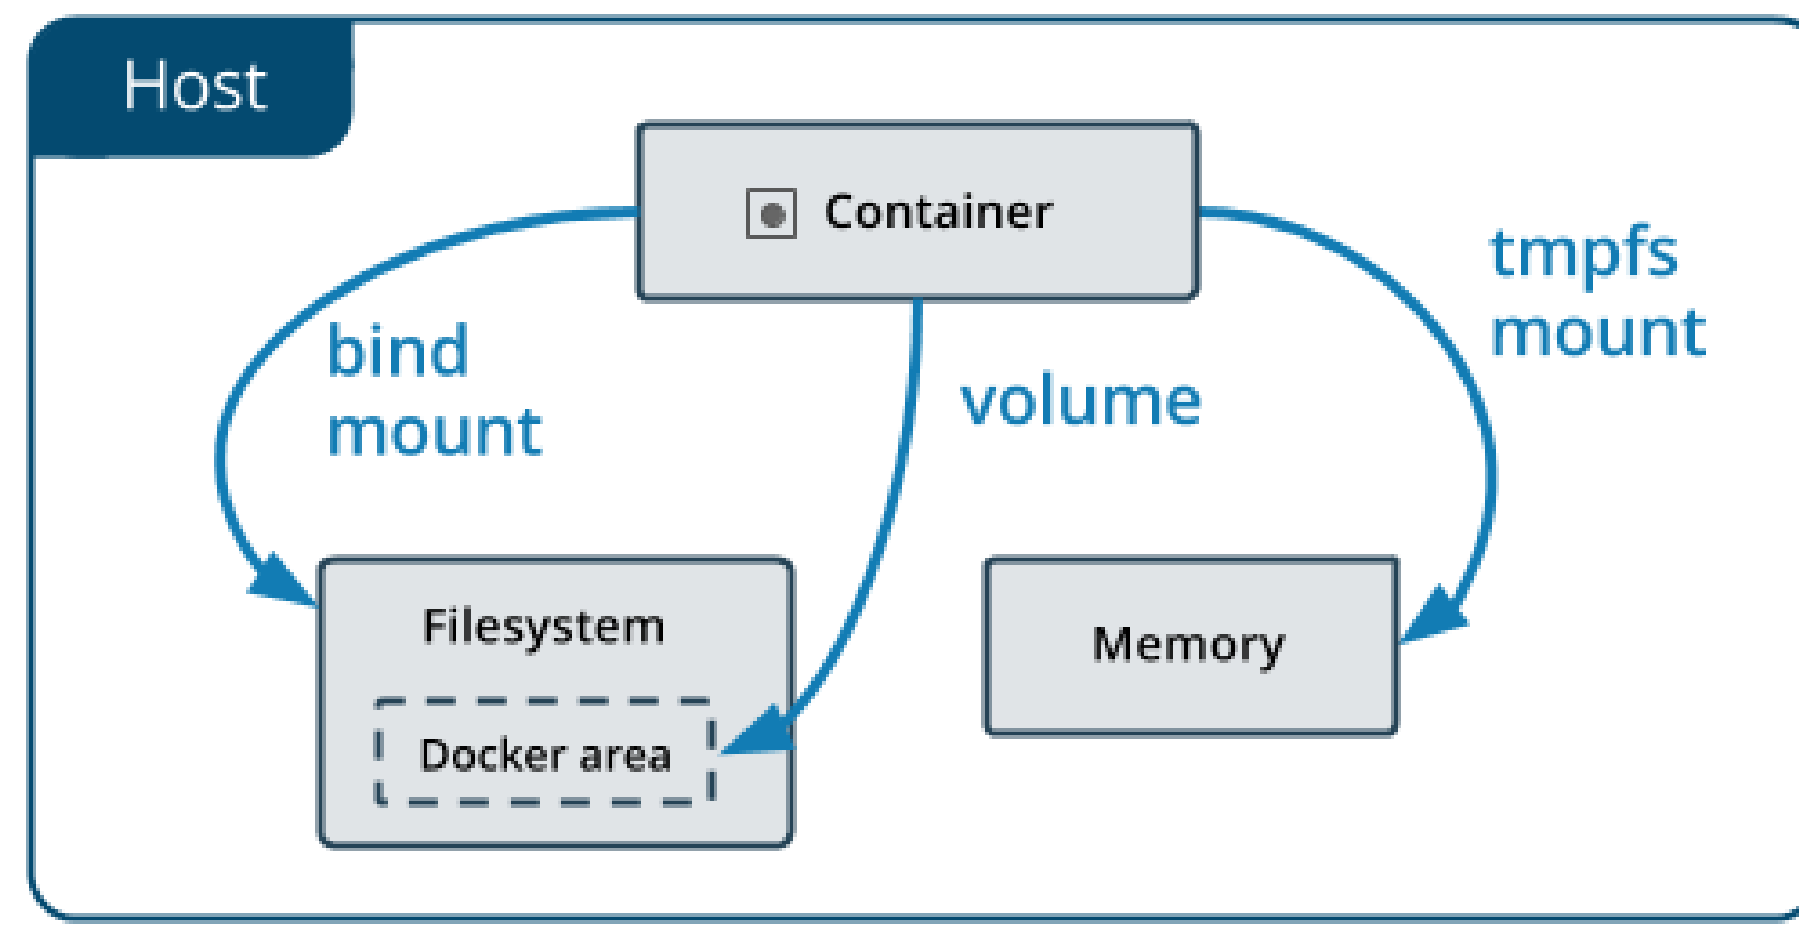 Host
Container
bind
mount
volume
tmpfs
mount
Filesystem
Docker area
Memory